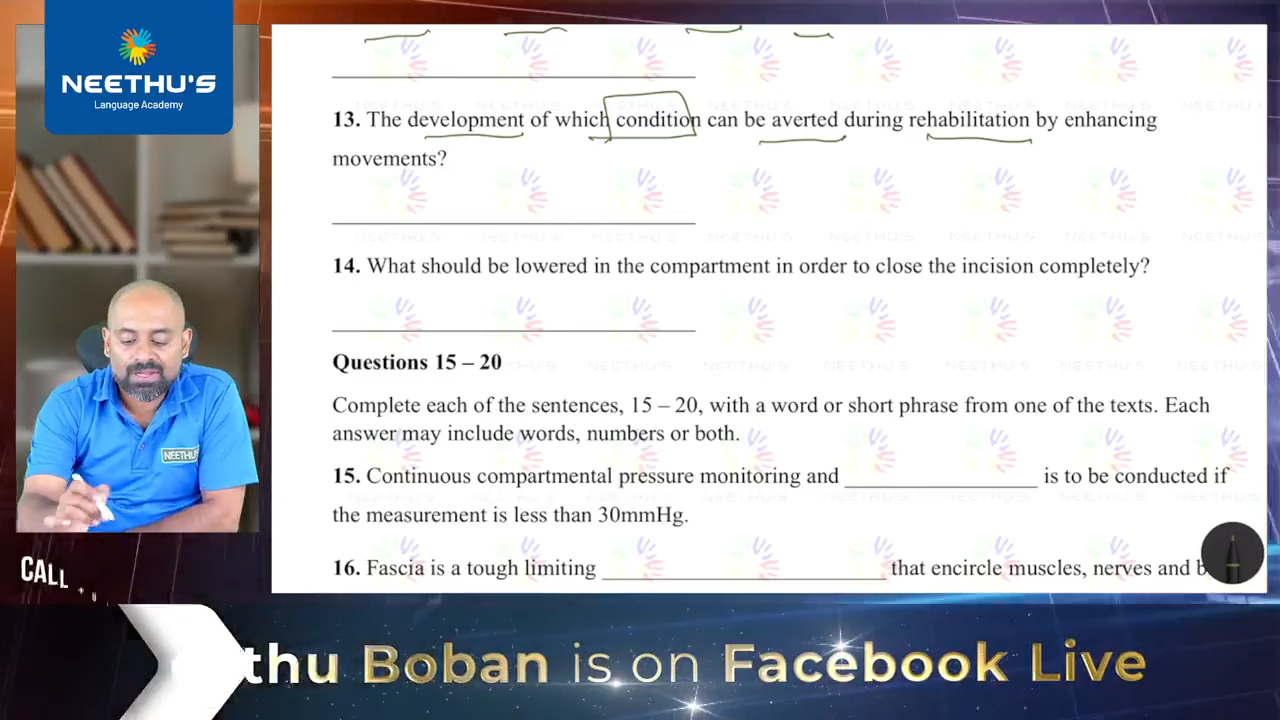 NEETHU'S
Language Academy
13. The development of which condition can be averted during rehabilitation by enhancing
movements?
14. What should be lowered in the compartment in order to close the incision completely?
Questions 15 – 20
Complete each of the sentences, 15 – 20, with a word or short phrase from one of the texts. Each
answer may include words, numbers or both.
15. Continuous compartmental pressure monitoring and ____________________ is to be conducted if
the measurement is less than 30mmHg.
16. Fascia is a tough limiting ______________________________ that encircle muscles, nerves and b
NEETHU'S
CALL
thu Boban is on Facebook Live